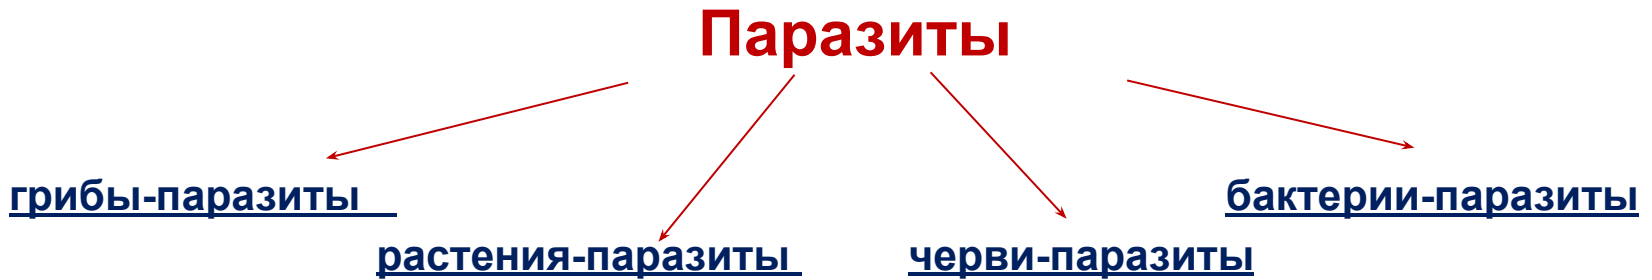 Паразиты
грибы-паразиты
бактерии-паразиты
растения-паразиты
черви-паразиты